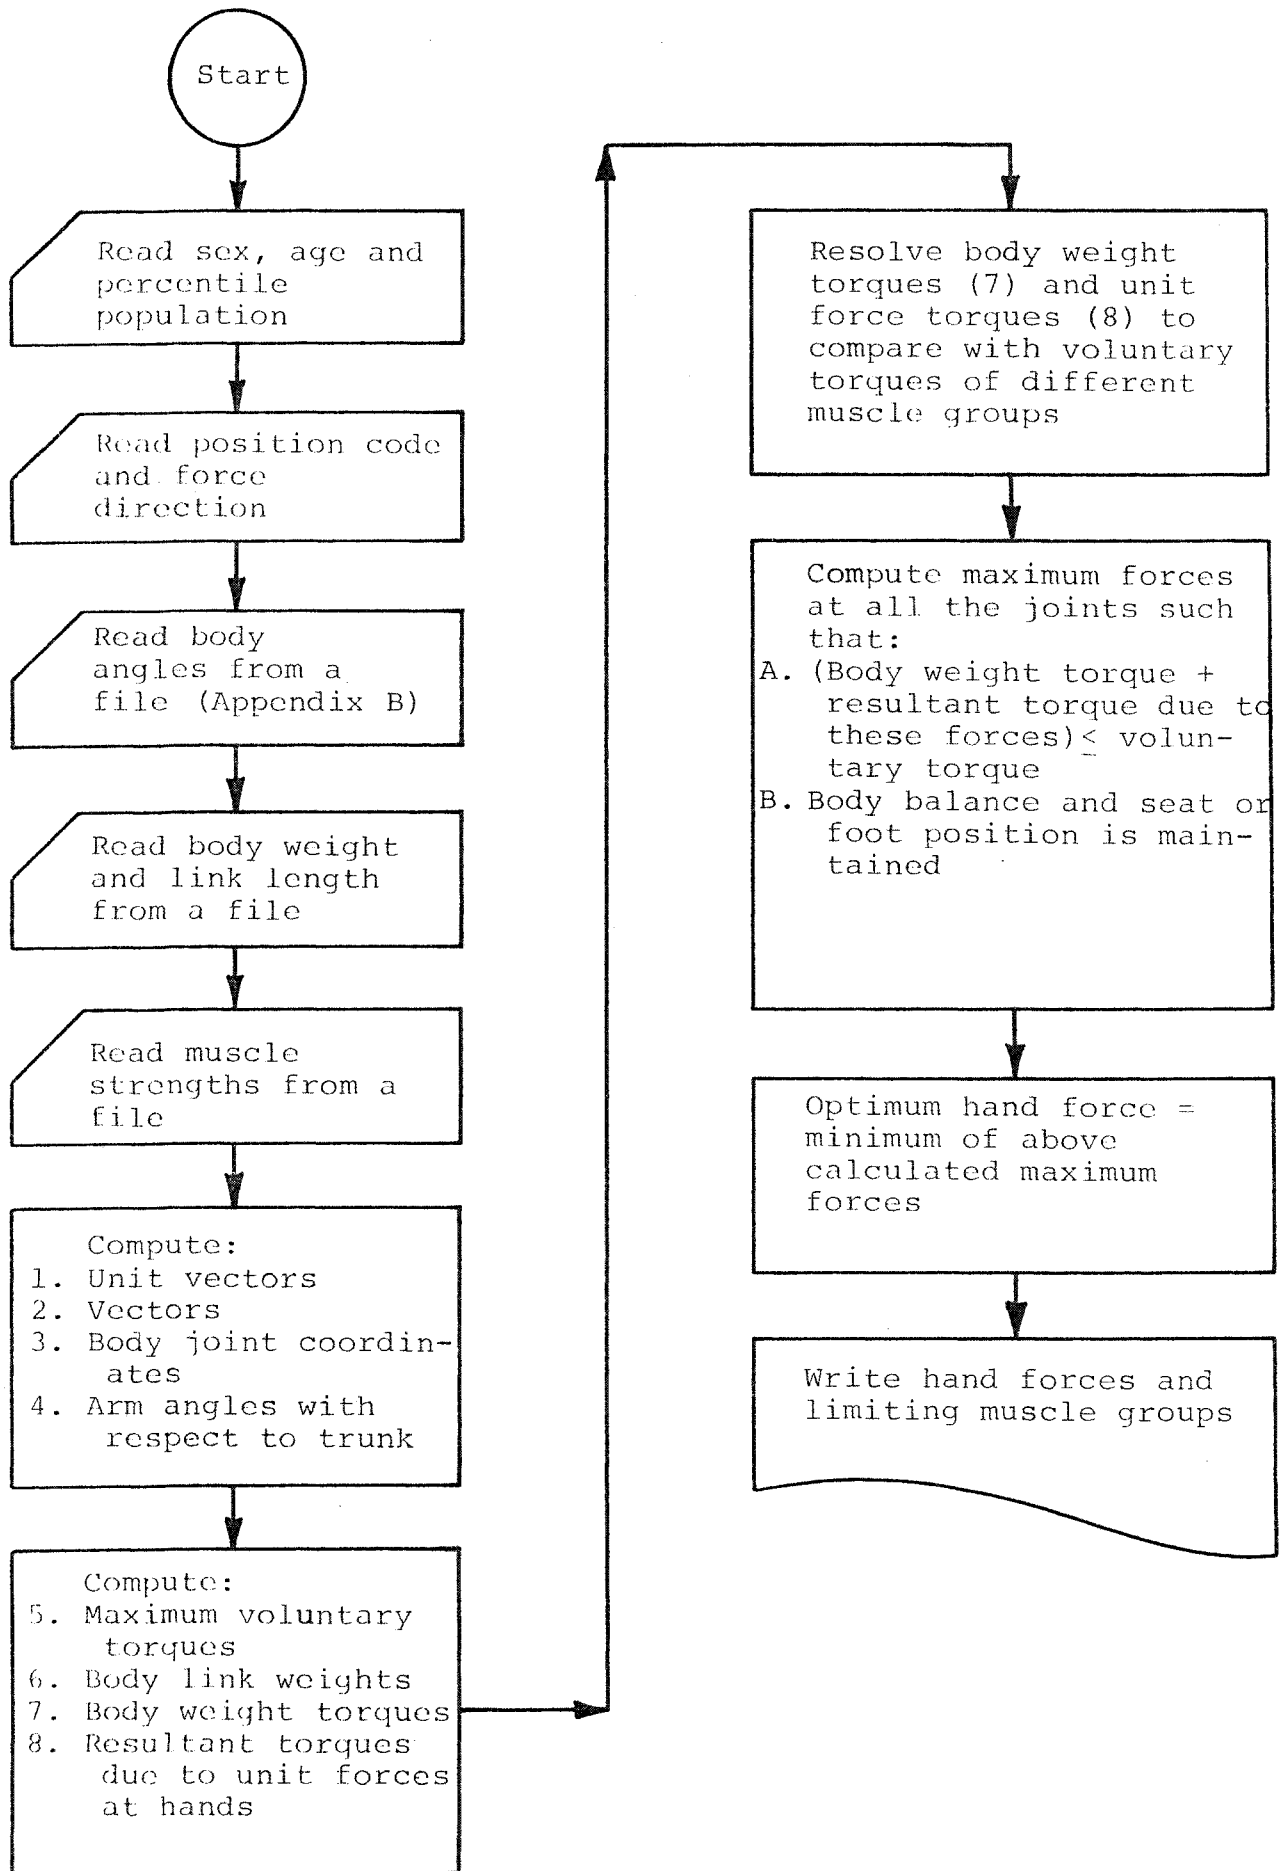 Start
Read sex, age and
percentile
population
Read position code
and force
direction
Read body
angles from a
file (Appendix B)
Read body weight
and link length
from a file
Read muscle
strengths from a
file
Compute:
1. Unit vectors
2. Vectors
3. Body joint coordin-
ates
4. Arm angles with
respect to trunk
Compute:
5. Maximum voluntary
torques
6. Body link weights
7. Body weight torques
8. Resultant torques
due to unit forces
at hands
Resolve body weight
torques (7) and unit
force torques (8) to
compare with voluntary
torques of different
muscle groups
Compute maximum forces
at all the joints such
that:
A. (Body weight torque +
resultant torque due to
these forces) ≤ volun-
tary torque
B. Body balance and seat or
foot position is main-
tained
Optimum hand force =
minimum of above
calculated maximum
forces
Write hand forces and
limiting muscle groups